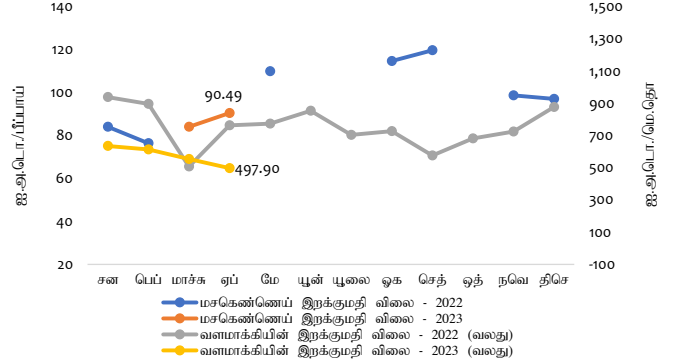 140 1,500
120 1,300
1,100
100 900
90.49
80 700
60 500
497.90
300
40 100
20 -100
ஐ.அ.டொ./பீப்பாய்
ஐ.அ.டொ./மெ.தொ
சன பெப் மாச்சு ஏப் மே யூன் யூலை ஓக செத் ஒத் நவெ திசெ
மசகெண்ணெய் இறக்குமதி விலை - 2022
மசகெண்ணெய் இறக்குமதி விலை - 2023
வளமாக்கியின் இறக்குமதி விலை - 2022 (வலது)
வளமாக்கியின் இறக்குமதி விலை - 2023 (வலது)